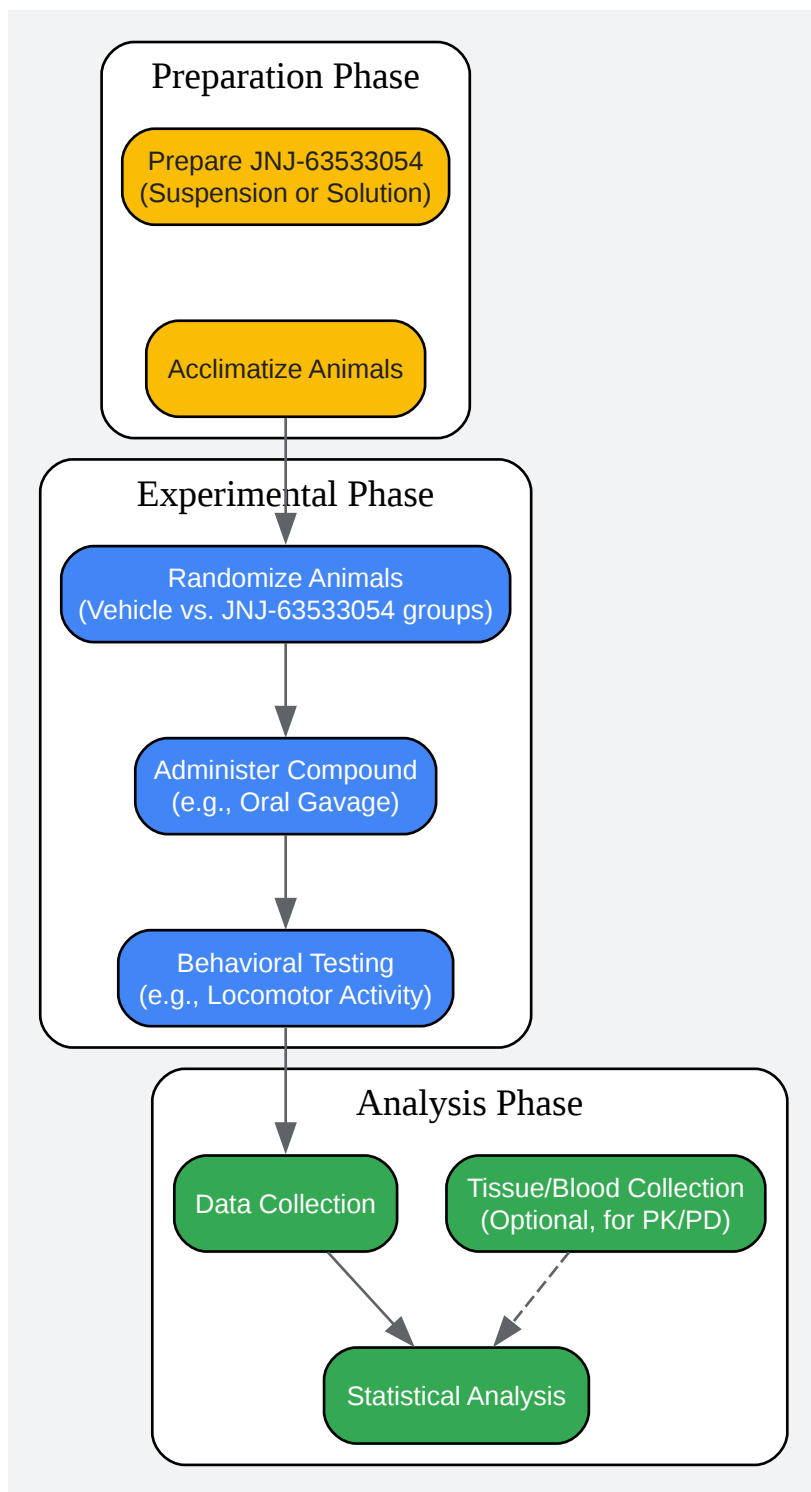 Preparation Phase
Prepare JNJ-63533054
(Suspension or Solution)
Acclimatize Animals
Experimental Phase
Randomize Animals
(Vehicle vs. JNJ-63533054 groups)
Administer Compound
(e.g., Oral Gavage)
Behavioral Testing
(e.g., Locomotor Activity)
Analysis Phase
Data Collection
Tissue/Blood Collection
(Optional, for PK/PD)
Statistical Analysis